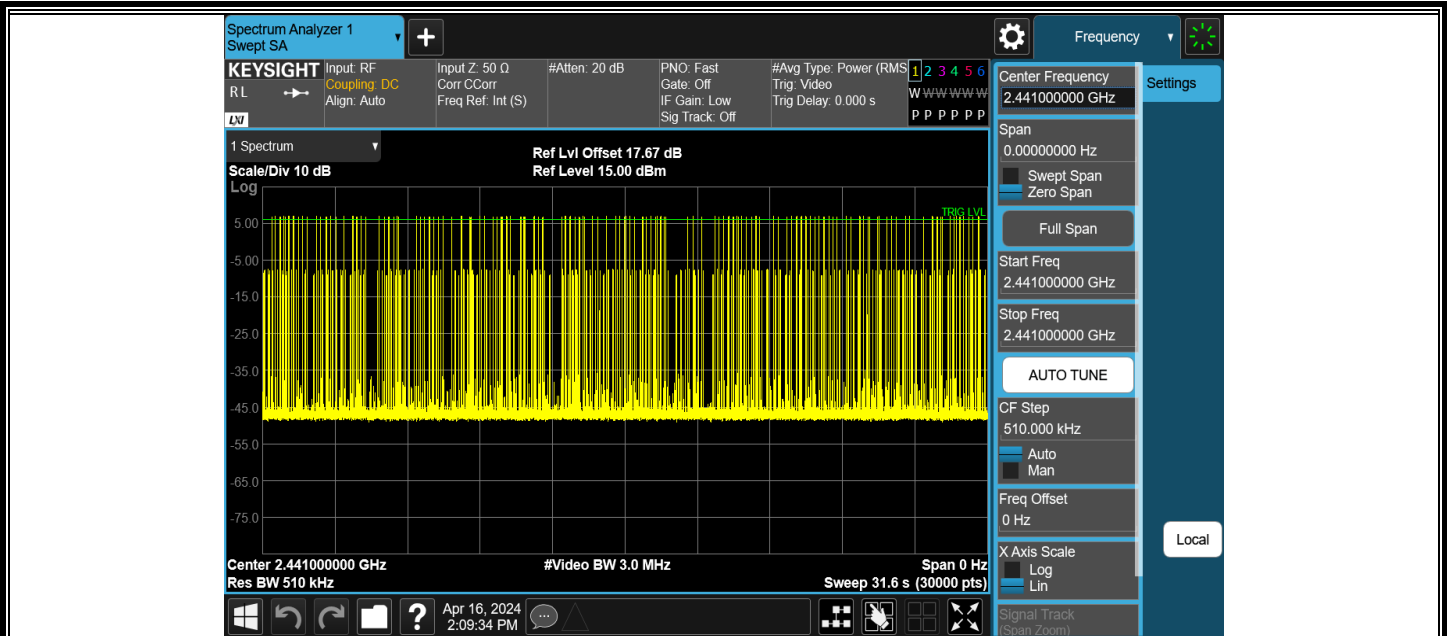 Spectrum Analyzer 1
Swept SA
Frequency
KEYSIGHT
R L
LXI
Input: RF
Coupling: DC
Align: Auto
Input Z: 50 Ω
Corr CCorr
Freq Ref: Int (S)
#Atten: 20 dB
PNO: Fast
Gate: Off
IF Gain: Low
Sig Track: Off
#Avg Type: Power (RMS
Trig: Video
Trig Delay: 0.000 s
1 2 3 4 5 6
W W W W W W
P P P P P P
1 Spectrum
Scale/Div 10 dB
Log
Ref Lvl Offset 17.67 dB
Ref Level 15.00 dBm
TRIG LVL
5.00
-5.00
-15.0
-25.0
-35.0
-45.0
-55.0
-65.0
-75.0
Center 2.441000000 GHz
Res BW 510 kHz
#Video BW 3.0 MHz
Span 0 Hz
Sweep 31.6 s (30000 pts)
Center Frequency
2.441000000 GHz
Span
0.00000000 Hz
Swept Span
Zero Span
Full Span
Start Freq
2.441000000 GHz
Stop Freq
2.441000000 GHz
AUTO TUNE
CF Step
510.000 kHz
Auto
Man
Freq Offset
0 Hz
X Axis Scale
Log
Lin
Signal Track
(Span Zoom)
Settings
Local
?
Apr 16, 2024
2:09:34 PM